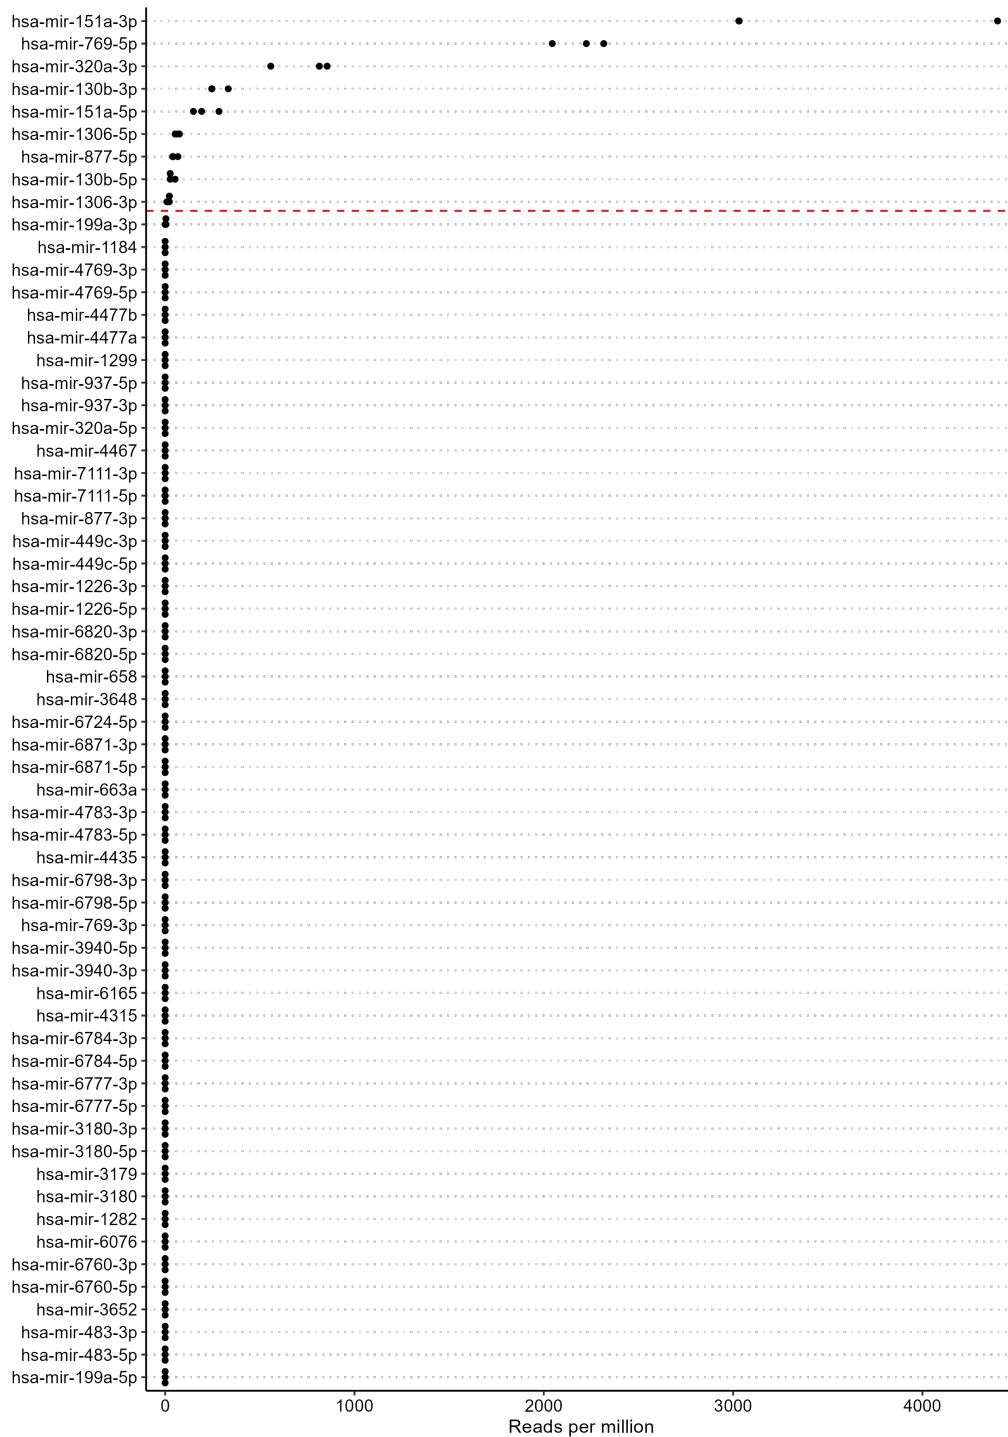 hsa-mir-151a-3p
hsa-mir-769-5p
hsa-mir-320a-3p
hsa-mir-130b-3p
hsa-mir-151a-5p
hsa-mir-1306-5p
hsa-mir-877-5p
hsa-mir-130b-5p
hsa-mir-1306-3p
hsa-mir-199a-3p
hsa-mir-1184
hsa-mir-4769-3p
hsa-mir-4769-5p
hsa-mir-4477b
hsa-mir-4477a
hsa-mir-1299
hsa-mir-937-5p
hsa-mir-937-3p
hsa-mir-320a-5p
hsa-mir-4467
hsa-mir-7111-3p
hsa-mir-7111-5p
hsa-mir-877-3p
hsa-mir-449c-3p
hsa-mir-449c-5p
hsa-mir-1226-3p
hsa-mir-1226-5p
hsa-mir-6820-3p
hsa-mir-6820-5p
hsa-mir-658
hsa-mir-3648
hsa-mir-6724-5p
hsa-mir-6871-3p
hsa-mir-6871-5p
hsa-mir-663a
hsa-mir-4783-3p
hsa-mir-4783-5p
hsa-mir-4435
hsa-mir-6798-3p
hsa-mir-6798-5p
hsa-mir-769-3p
hsa-mir-3940-5p
hsa-mir-3940-3p
hsa-mir-6165
hsa-mir-4315
hsa-mir-6784-3p
hsa-mir-6784-5p
hsa-mir-6777-3p
hsa-mir-6777-5p
hsa-mir-3180-3p
hsa-mir-3180-5p
hsa-mir-3179
hsa-mir-3180
hsa-mir-1282
hsa-mir-6076
hsa-mir-6760-3p
hsa-mir-6760-5p
hsa-mir-3652
hsa-mir-483-3p
hsa-mir-483-5p
hsa-mir-199a-5p
0 1000 2000 3000 4000
Reads per million